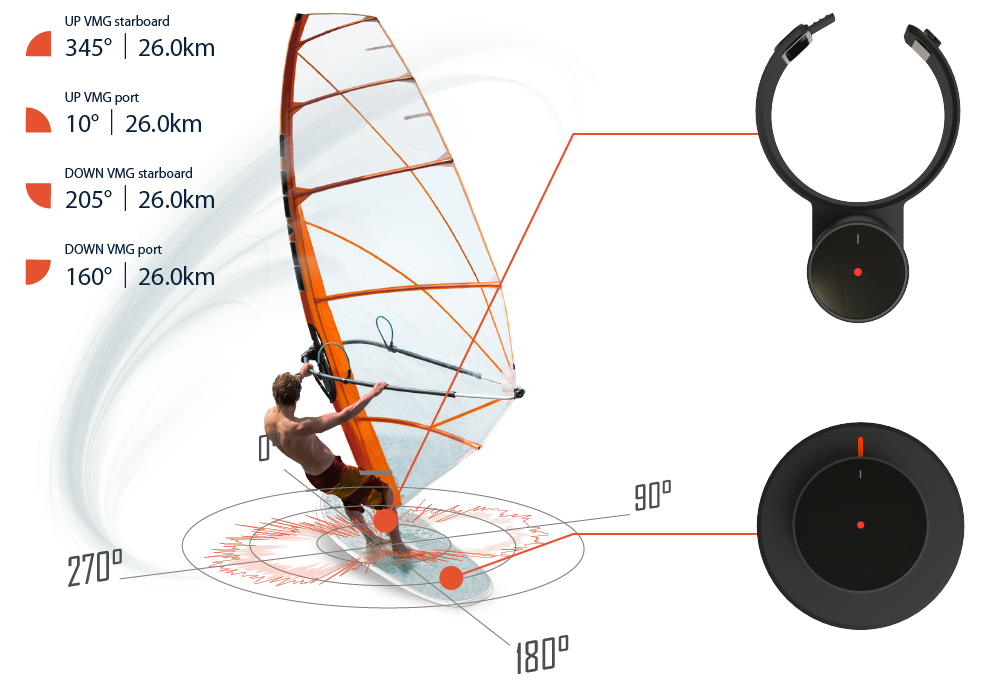 UP VMG starboard
345° | 26.0km
UP VMG port
10° | 26.0km
DOWN VMG starboard
205° | 26.0km
DOWN VMG port
160° | 26.0km
0°
90°
270°
180°